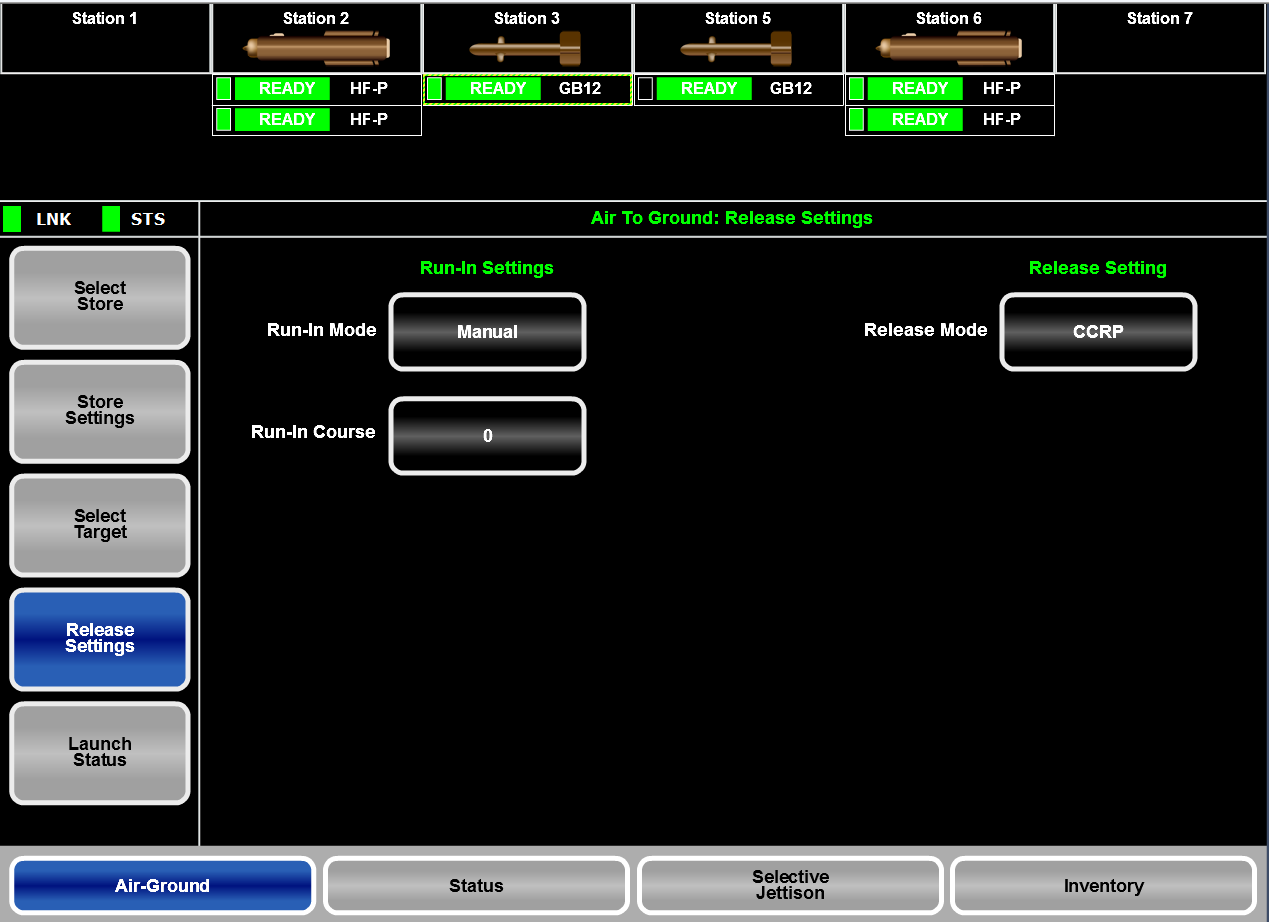 Station 1
Station 2
Station 3
Station 5
Station 6
Station 7
READY HF-P
READY GB12
READY GB12
READY HF-P
READY HF-P
READY HF-P
LNK STS
Air To Ground: Release Settings
Select
Store
Store
Settings
Select
Target
Release
Settings
Launch
Status
Run-In Settings
Run-In Mode Manual
Run-In Course 0
Release Setting
Release Mode CCRP
Air-Ground
Status
Selective
Jettison
Inventory